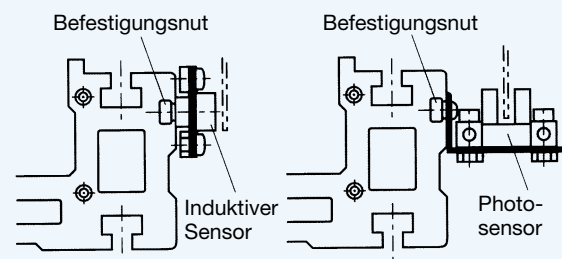 Befestigungsnut
Befestigungsnut
Induktiver
Sensor
Photo-
sensor